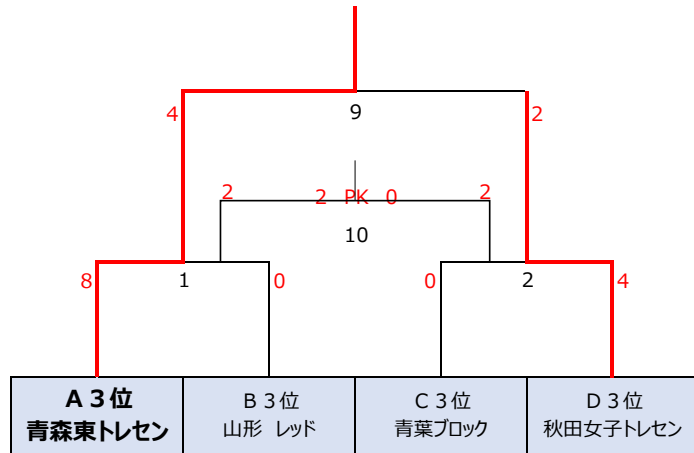 4
9
2
2
2 PK 0
2
10
8
1
0
0
2
4
A3位
青森東トレセン
B3位
山形 レッド
C3位
青葉ブロック
D3位
秋田女子トレセン